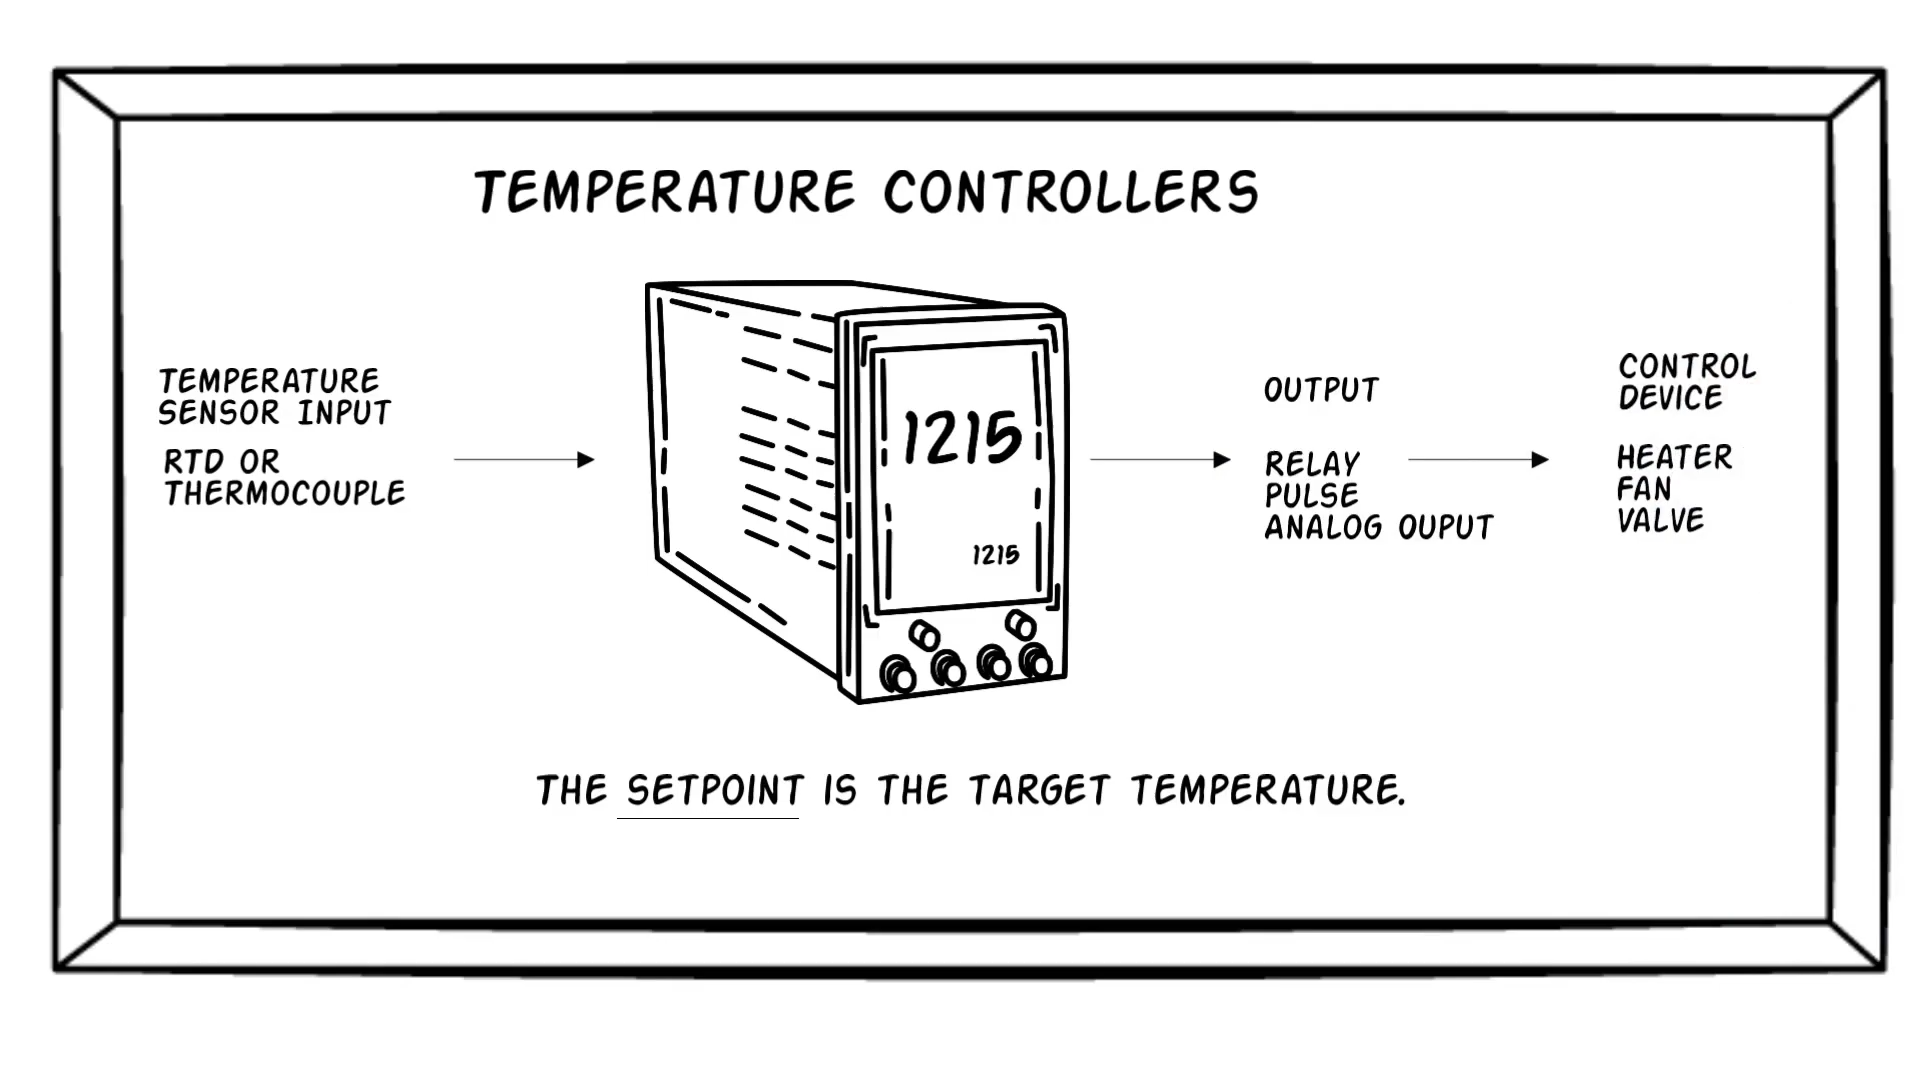 TEMPERATURE CONTROLLERS
TEMPERATURE
SENSOR INPUT
RTD OR
THERMOCOUPLE
1215
1215
OUTPUT
RELAY
PULSE
ANALOG OUPUT
CONTROL
DEVICE
HEATER
FAN
VALVE
THE SETPOINT IS THE TARGET TEMPERATURE.